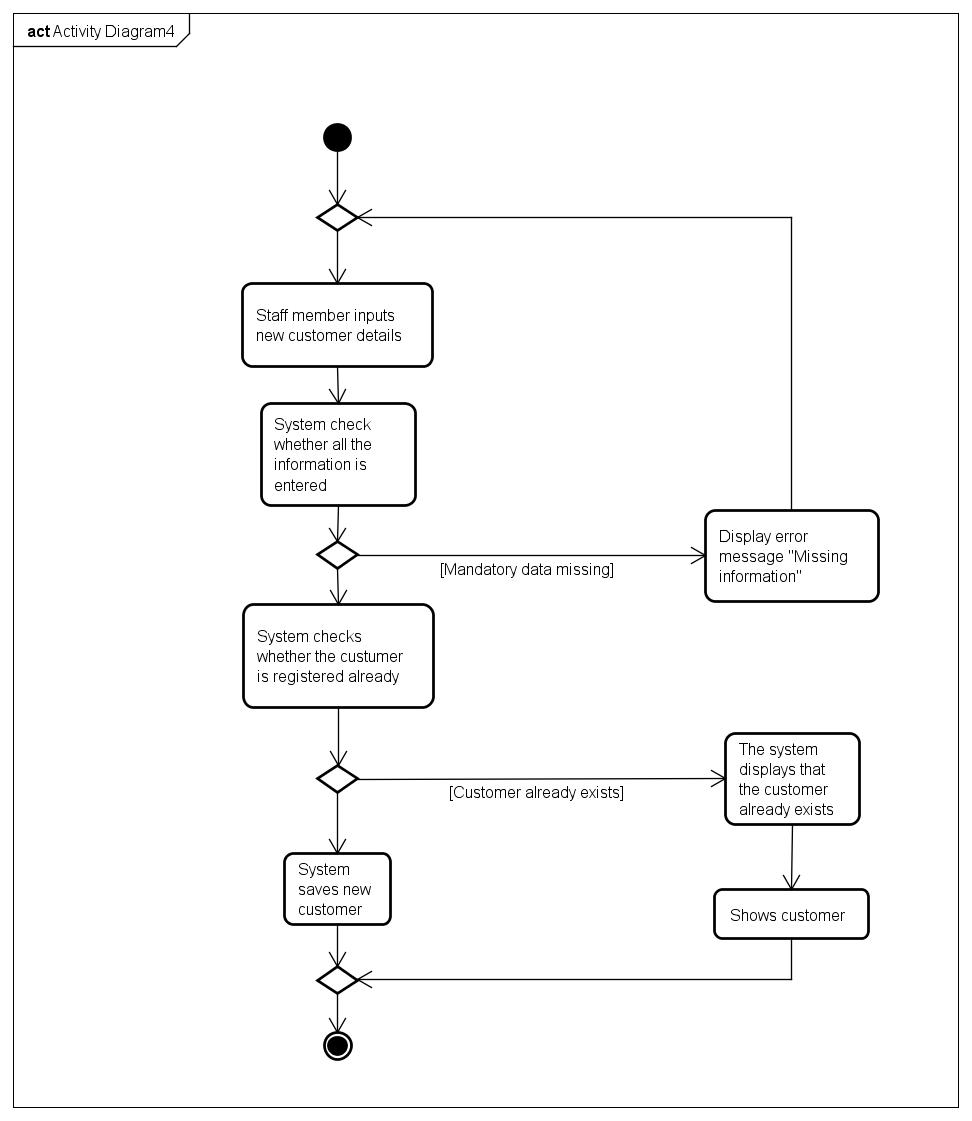 act Activity Diagram4
Staff member inputs
new customer details
System check
whether all the
information is
entered
[Mandatory data missing]
Display error
message "Missing
information"
System checks
whether the custumer
is registered already
[Customer already exists]
The system
displays that
the customer
already exists
System
saves new
customer
Shows customer